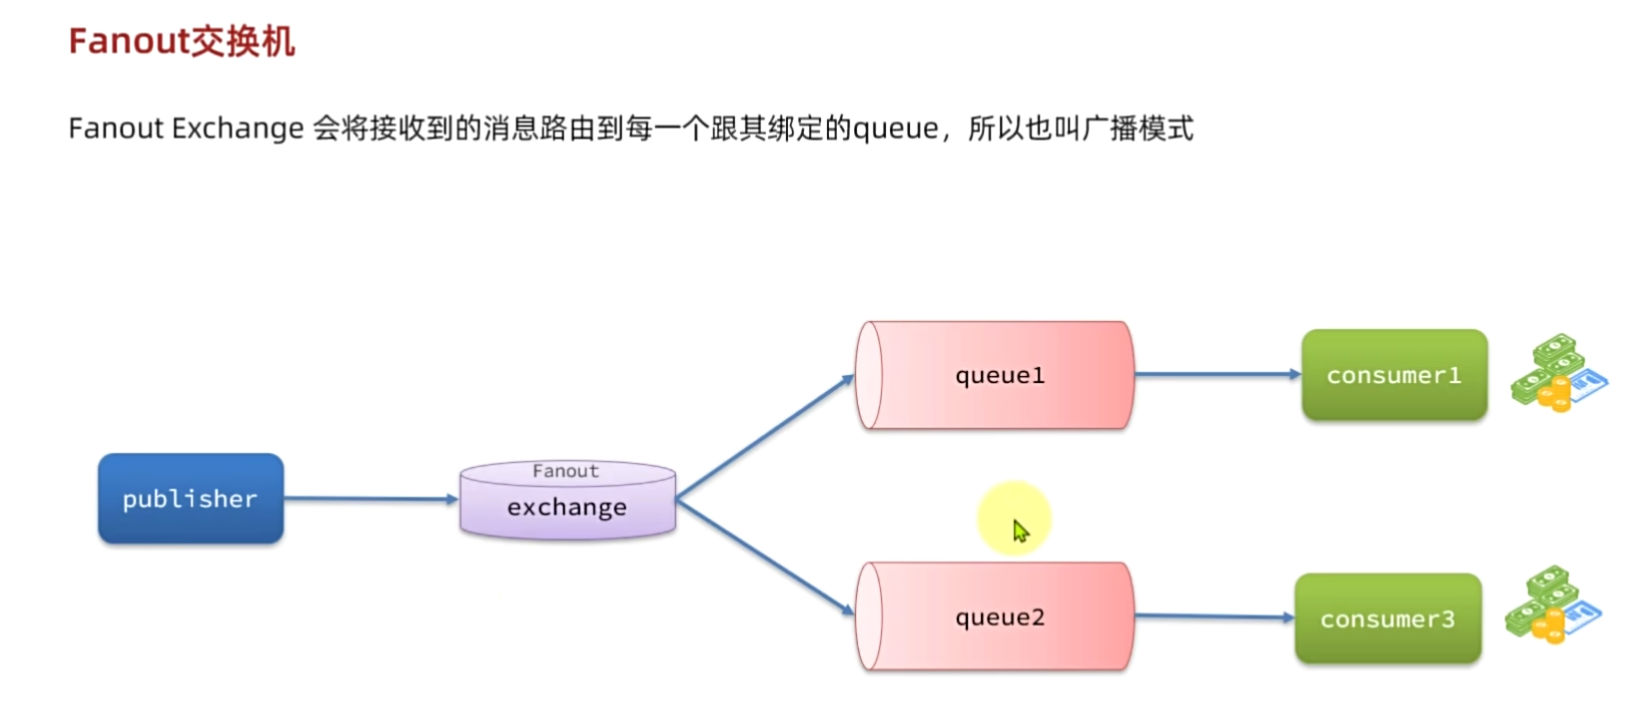 Fanout交换机
Fanout Exchange 会将接收到的消息路由到每一个跟其绑定的queue，所以也叫广播模式
queue1
consumer1
Fanout
publisher
exchange
queue2
consumer3